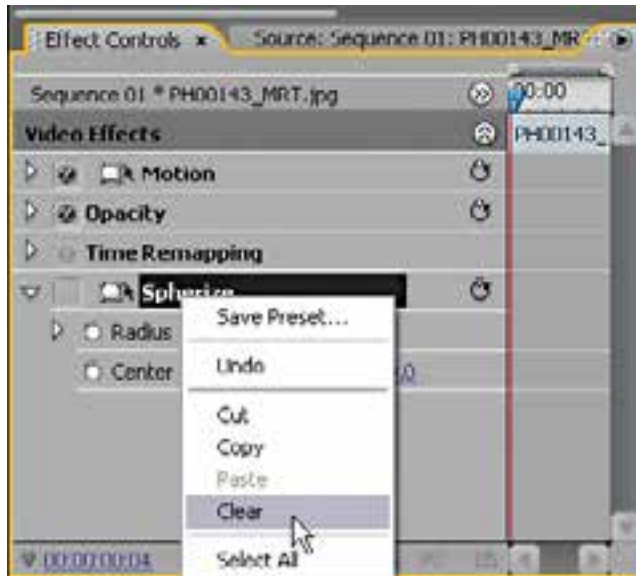 Effect Controls × Source: Sequence 01: PH00143_MR
Sequence 01 * PH00143_MRT.jpg 00:00
Video Effects PH00143_
Motion
Opacity
Time Remapping
Spherize
Save Preset...
Radius
Undo
Center ,0
Cut
Copy
Paste
Clear
Select All
00:00:00:04